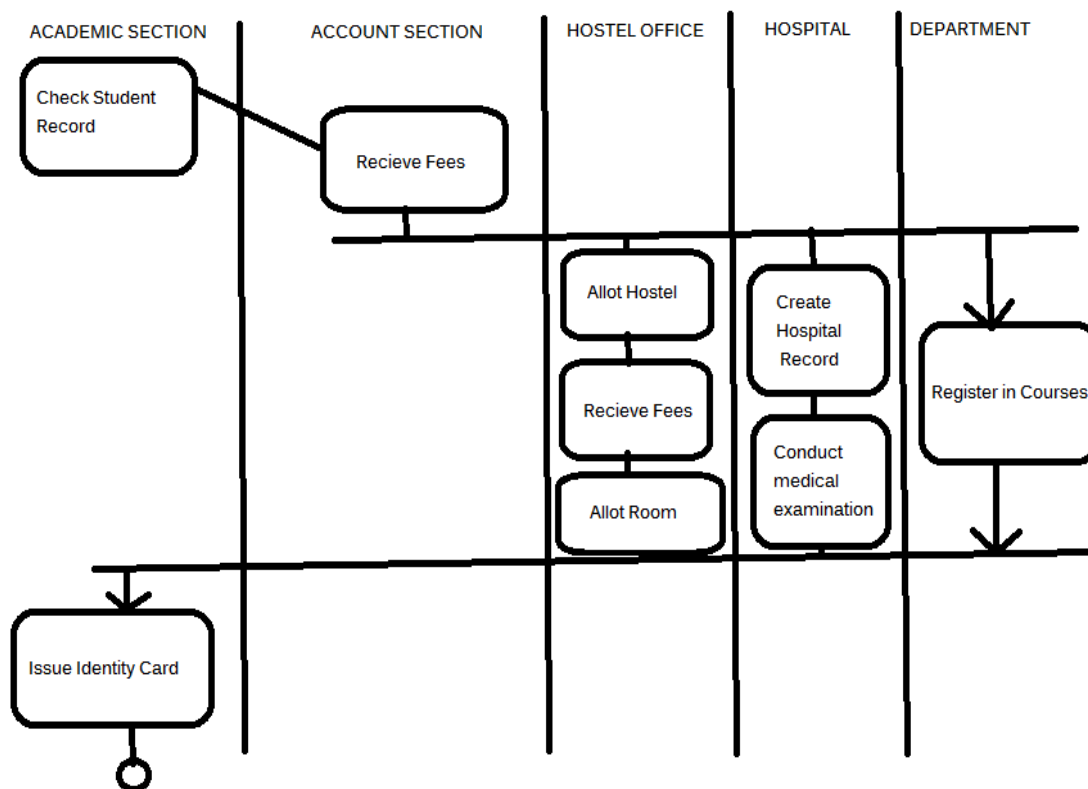 ACADEMIC SECTION
ACCOUNT SECTION
HOSTEL OFFICE
HOSPITAL
DEPARTMENT
Check Student
Record
Recieve Fees
Allot Hostel
Recieve Fees
Allot Room
Create
Hospital
Record
Conduct
medical
examination
Register in Courses
Issue Identity Card